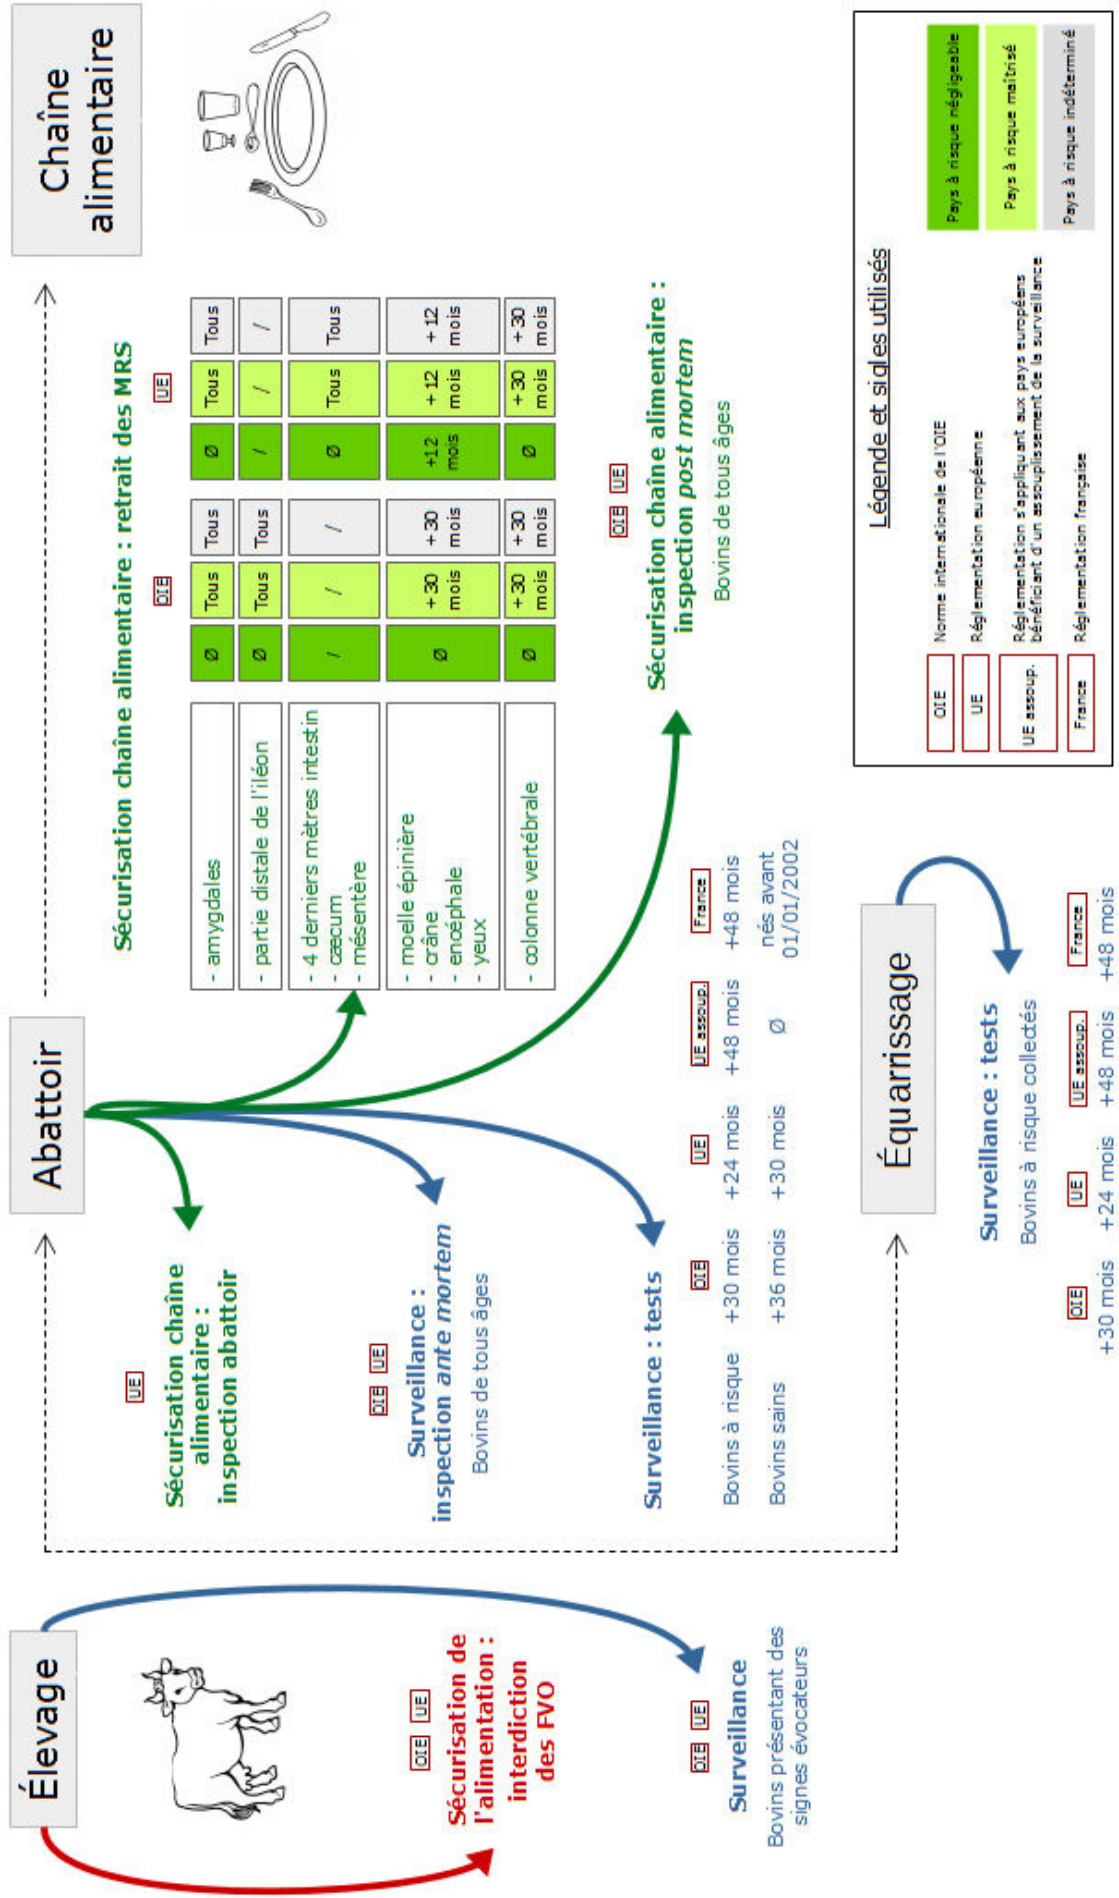 Élevage
OIE UE
Sécurisation de
l'alimentation :
interdiction
des FVO
OIE UE
Surveillance
Bovins présentant des
signes évocateurs
Abattoir
UE
Sécurisation chaîne
alimentaire :
inspection abattoir
OIE UE
Surveillance :
inspection ante mortem
Bovins de tous âges
Surveillance : tests
OIE UE UE assoup. France
Bovins à risque +30 mois +24 mois +48 mois +48 mois
Bovins sains +36 mois +30 mois Ø nés avant
01/01/2002
Sécurisation chaîne alimentaire : retrait des MRS
OIE UE
- amygdales Ø Tous Tous Ø Tous Tous
- partie distale de l'iléon Ø Tous Tous / / /
- 4 derniers mètres intestin
- cæcum
- mésentère
/ / / Ø Tous Tous
- moelle épinière
- crâne
- encéphale
- yeux
Ø +30 mois +30 mois +12 mois +12 mois +12 mois
- colonne vertébrale Ø +30 mois +30 mois Ø +30 mois +30 mois
OIE UE
Sécurisation chaîne alimentaire :
inspection post mortem
Bovins de tous âges
Chaîne
alimentaire
Équarrissage
Surveillance : tests
Bovins à risque collectés
OIE UE UE assoup. France
+30 mois +24 mois +48 mois +48 mois
Légende et sigles utilisés
OIE Norme internationale de l'OIE
UE Réglementation européenne
UE assoup. Réglementation s'appliquant aux pays européens
bénéficiant d'un assouplissement de la surveillance
France Réglementation française
Pays à risque négligeable
Pays à risque maîtrisé
Pays à risque indéterminé